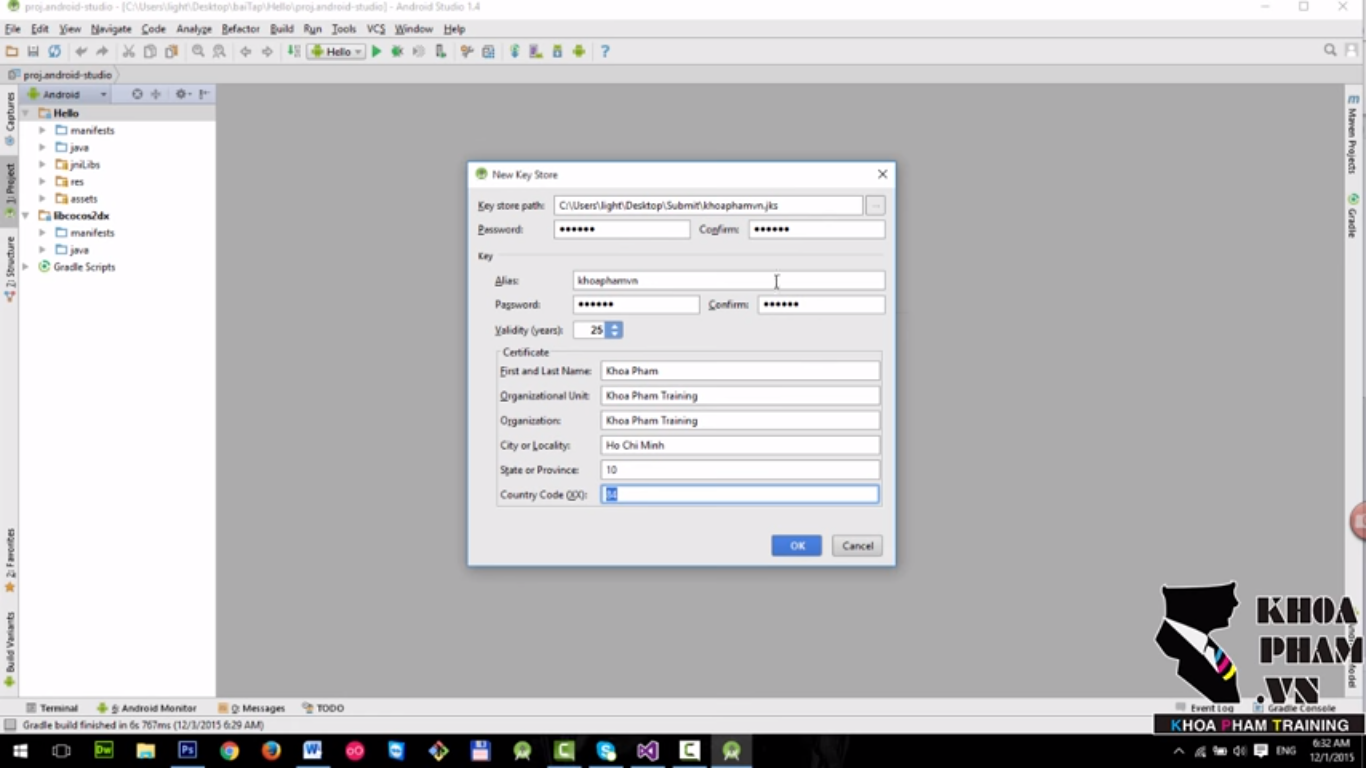 proj.android-studio - [C:\Users\light\Desktop\baiTap\Hello\proj.android-studio] - Android Studio 1.4
File Edit View Navigate Code Analyze Refactor Build Run Tools VCS Window Help
Hello
proj.android-studio
Captures
1: Project
2: Structure
2: Favorites
Build Variants
Android
Hello
manifests
java
jniLibs
res
assets
libcocos2dx
manifests
java
Gradle Scripts
New Key Store
Key store path: C:\Users\light\Desktop\Submit\khoaphamvn.jks
Password: •••••• Confirm: ••••••
Key
Alias: khoaphamvn
Password: •••••• Confirm: ••••••
Validity (years): 25
Certificate
First and Last Name: Khoa Pham
Organizational Unit: Khoa Pham Training
Organization: Khoa Pham Training
City or Locality: Ho Chi Minh
State or Province: 10
Country Code (XX): 84
OK Cancel
Maven Projects
Gradle
Model
KHOA
PHAM
.VN
KHOA PHAM TRAINING
Terminal 6: Android Monitor 0: Messages TODO Event Log Gradle Console
Gradle build finished in 6s 767ms (12/3/2015 6:29 AM)
ENG
6:32 AM
12/1/2015